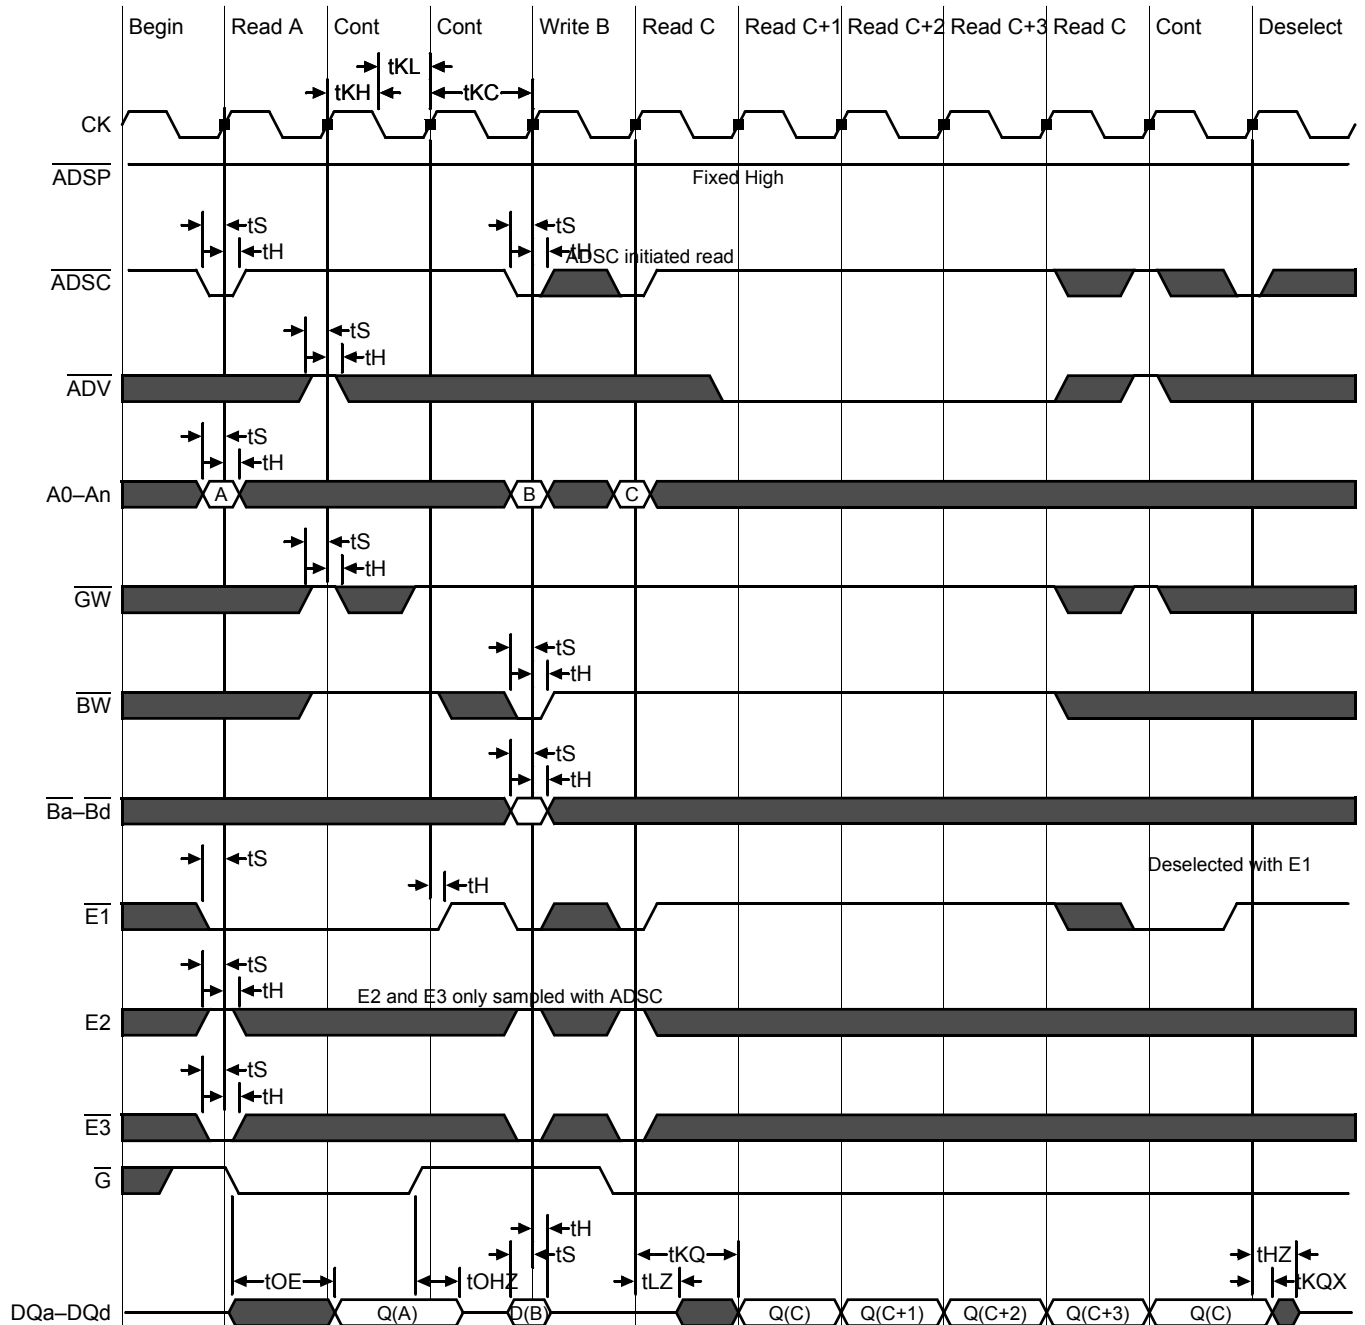 Begin Read A Cont Cont Write B Read C Read C+1 Read C+2 Read C+3 Read C Cont Deselect
tKL
tKH tKC
CK
ADSP
Fixed High
tS tS
tH tH
ADSC initiated read
ADSC
tS
tH
ADV
tS
tH
A0–An A B C
tS
tH
GW
tS
tH
BW
tS
tH
Ba–Bd
tS Deselected with E1
tH
E1
tS
tH
E2 and E3 only sampled with ADSC
E2
tS
tH
E3
G
tH
tS tKQ tHZ
tOE tOHZ tLZ tKQX
DQa–DQd Q(A) D(B) Q(C) Q(C+1) Q(C+2) Q(C+3) Q(C)